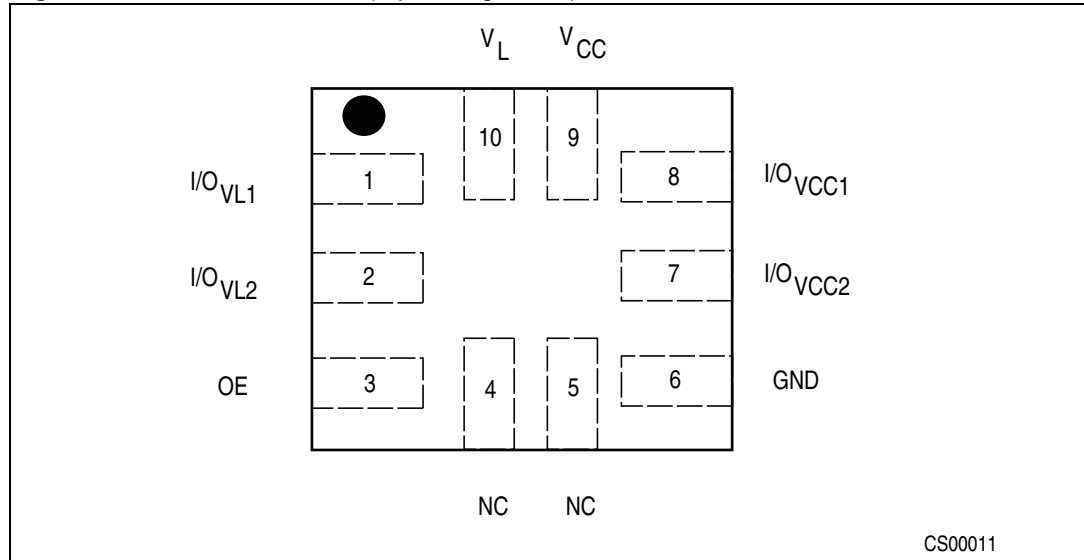 V_L V_CC
10 9
I/O_VL1 1 8 I/O_VCC1
I/O_VL2 2 7 I/O_VCC2
OE 3 4 5 6 GND
NC NC
CS00011